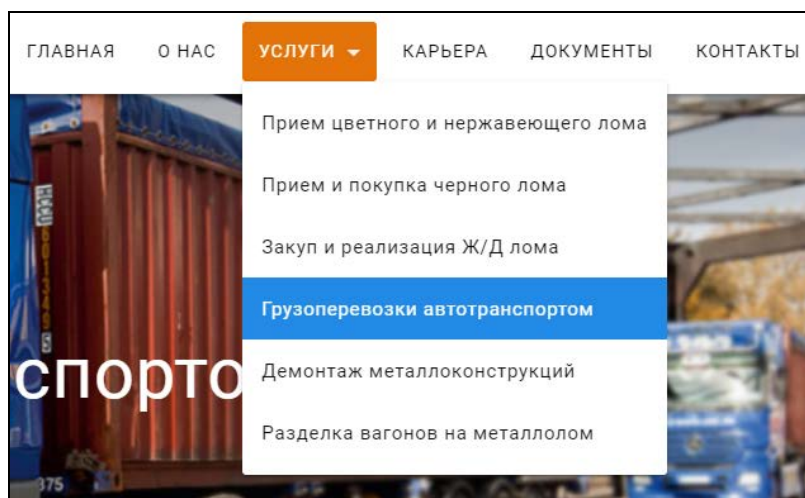 ГЛАВНАЯ О НАС УСЛУГИ КАРЬЕРА ДОКУМЕНТЫ КОНТАКТЫ
Прием цветного и нержавеющего лома
Прием и покупка черного лома
Закуп и реализация Ж/Д лома
Грузоперевозки автотранспортом
спорто
Демонтаж металлоконструкций
Разделка вагонов на металлолом
375